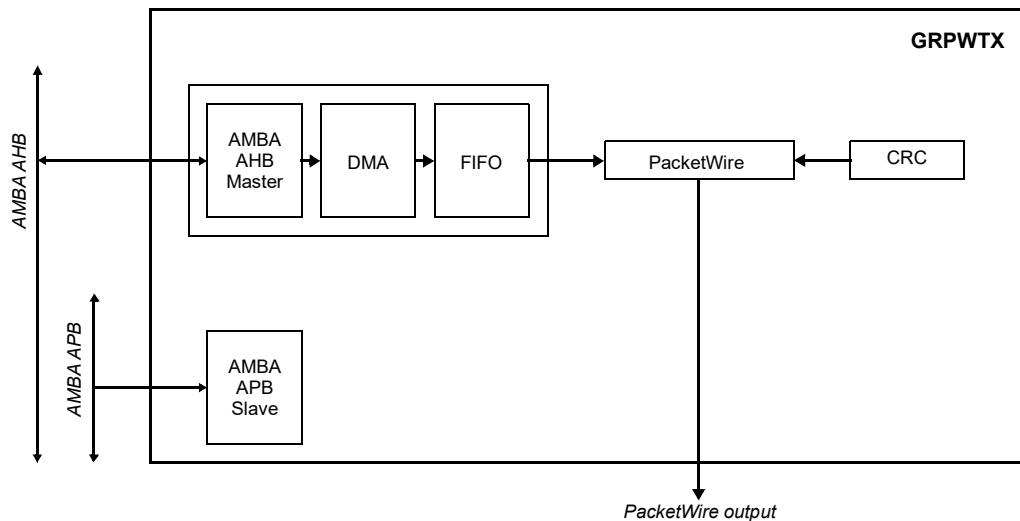 GRPWTX
AMBA AHB
AMBA
AHB
Master
DMA
FIFO
PacketWire
CRC
AMBA APB
AMBA
APB
Slave
PacketWire output